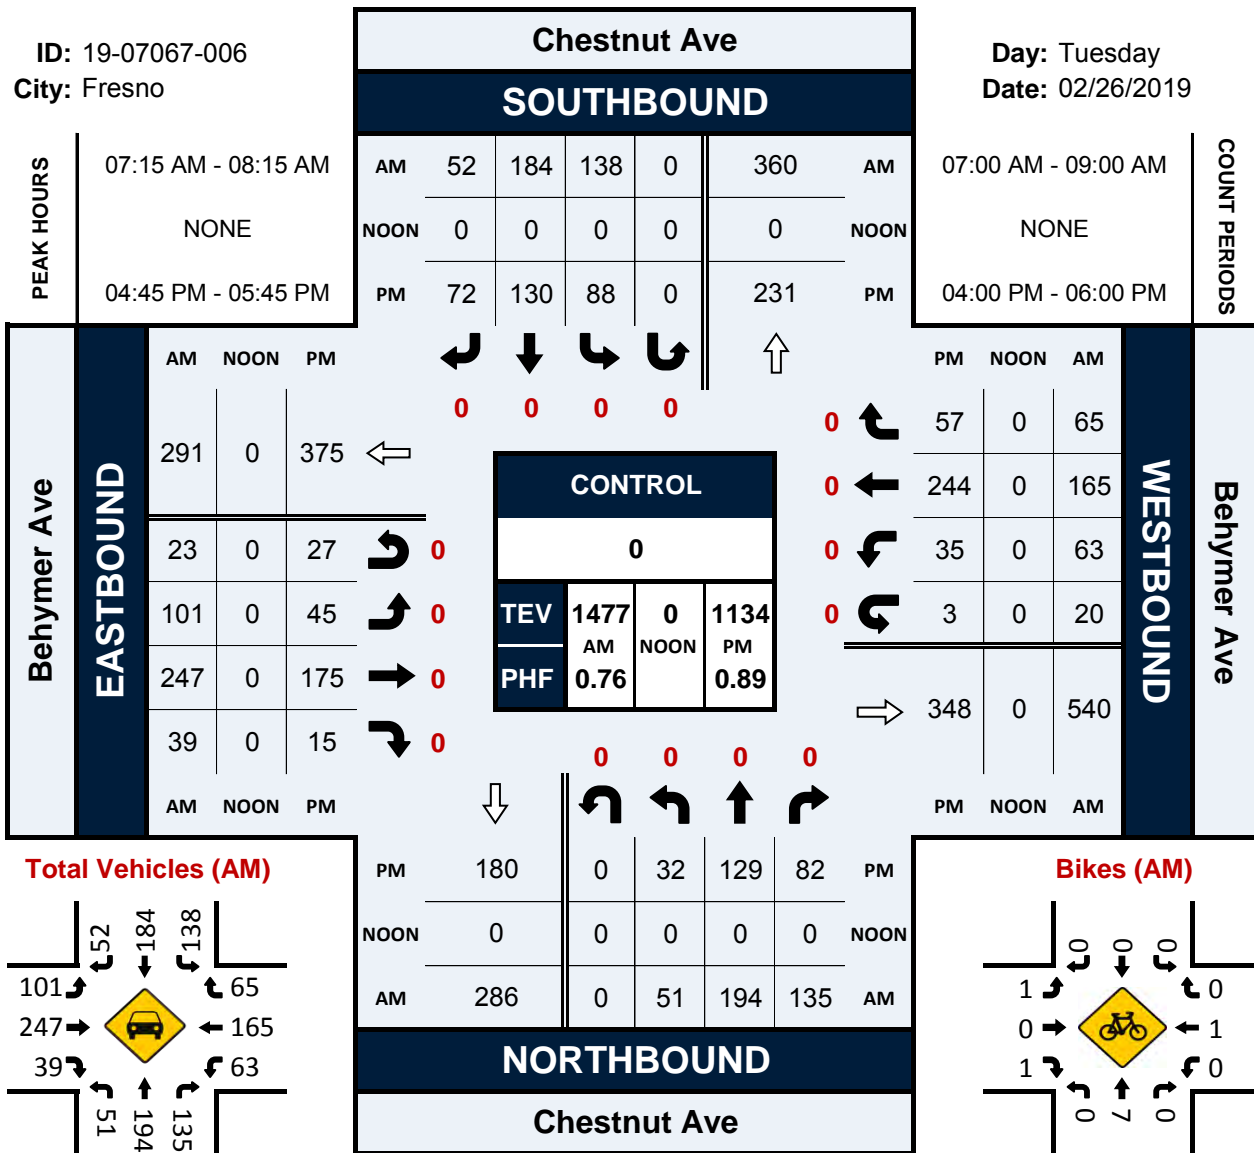 ID: 19-07067-006
City: Fresno
Chestnut Ave
SOUTHBOUND
Day: Tuesday
Date: 02/26/2019
PEAK HOURS
07:15 AM - 08:15 AM
NONE
04:45 PM - 05:45 PM
AM 52 184 138 0 360 AM
NOON 0 0 0 0 0 NOON
PM 72 130 88 0 231 PM
07:00 AM - 09:00 AM
NONE
04:00 PM - 06:00 PM
COUNT PERIODS
0 0 0 0
Behymer Ave
EASTBOUND
AM NOON PM
291 0 375
23 0 27 0
101 0 45 0
247 0 175 0
39 0 15 0
AM NOON PM
CONTROL
0
TEV 1477 0 1134
AM NOON PM
PHF 0.76 0.89
PM NOON AM
0 57 0 65
0 244 0 165
0 35 0 63
0 3 0 20
348 0 540
PM NOON AM
WESTBOUND
Behymer Ave
0 0 0 0
PM 180 0 32 129 82 PM
NOON 0 0 0 0 0 NOON
AM 286 0 51 194 135 AM
NORTHBOUND
Chestnut Ave
Total Vehicles (AM)
52 184 138
101 65
247 165
39 63
51 194 135
Bikes (AM)
0 0 0
1 0
0 1
1 0
0 7 0